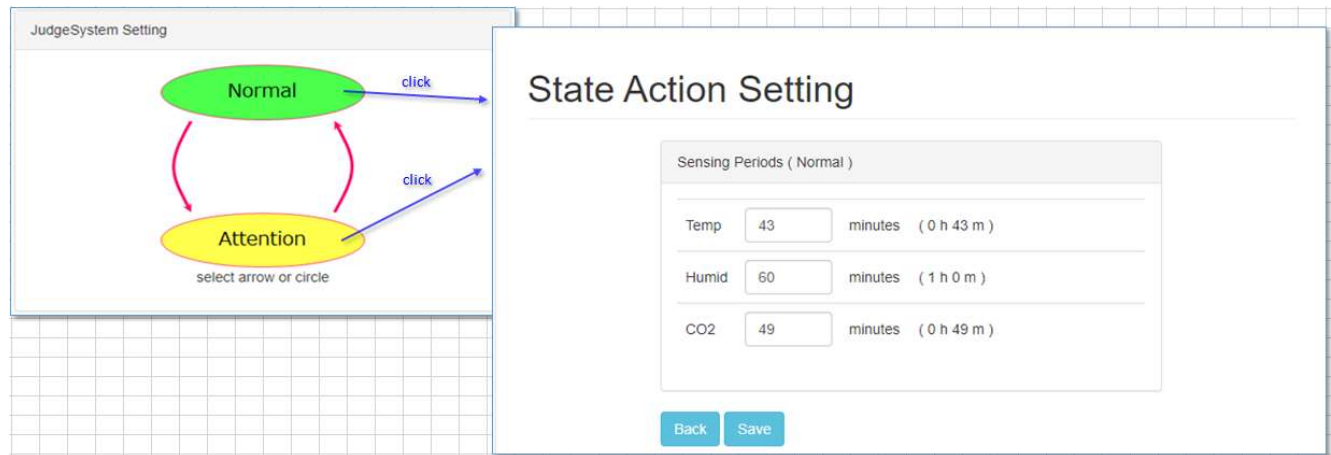 JudgeSystem Setting
Normal
click
click
Attention
select arrow or circle
State Action Setting
Sensing Periods ( Normal )
Temp 43 minutes ( 0 h 43 m )
Humid 60 minutes ( 1 h 0 m )
CO2 49 minutes ( 0 h 49 m )
Back Save